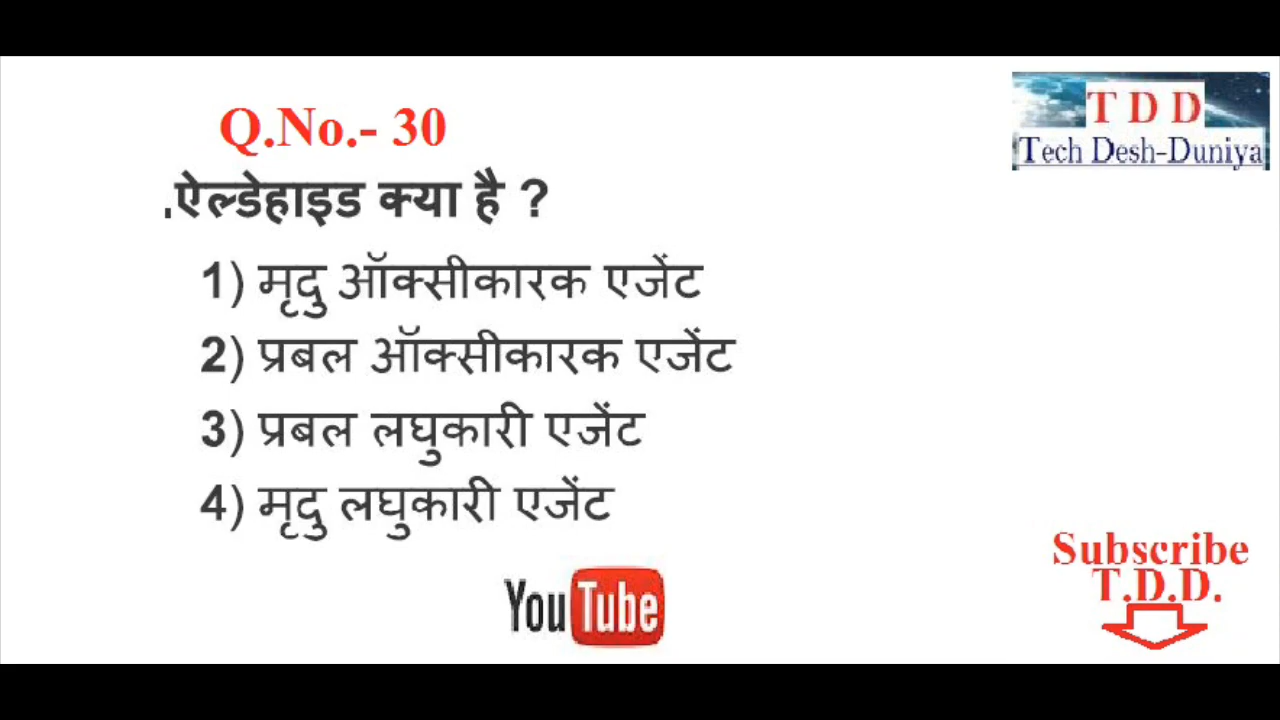 T D D
Tech Desh-Duniya
Q.No.- 30
.ऐल्डेहाइड क्या है ?
1) मृदु ऑक्सीकारक एजेंट
2) प्रबल ऑक्सीकारक एजेंट
3) प्रबल लघुकारी एजेंट
4) मृदु लघुकारी एजेंट
Subscribe
T.D.D.
YouTube